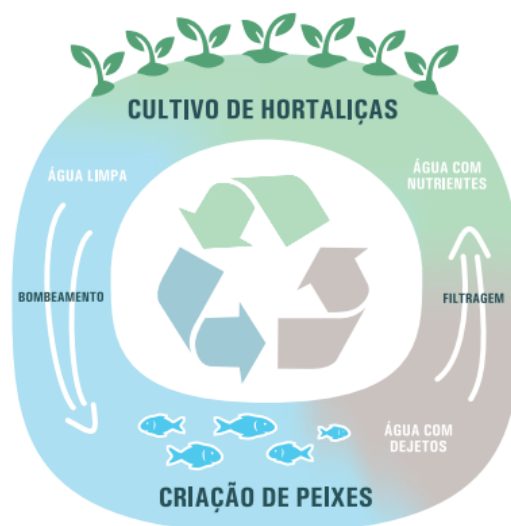 CULTIVO DE HORTALIÇAS
ÁGUA LIMPA
ÁGUA COM
NUTRIENTES
BOMBEAMENTO
FILTRAGEM
ÁGUA COM
DEJETOS
CRIAÇÃO DE PEIXES